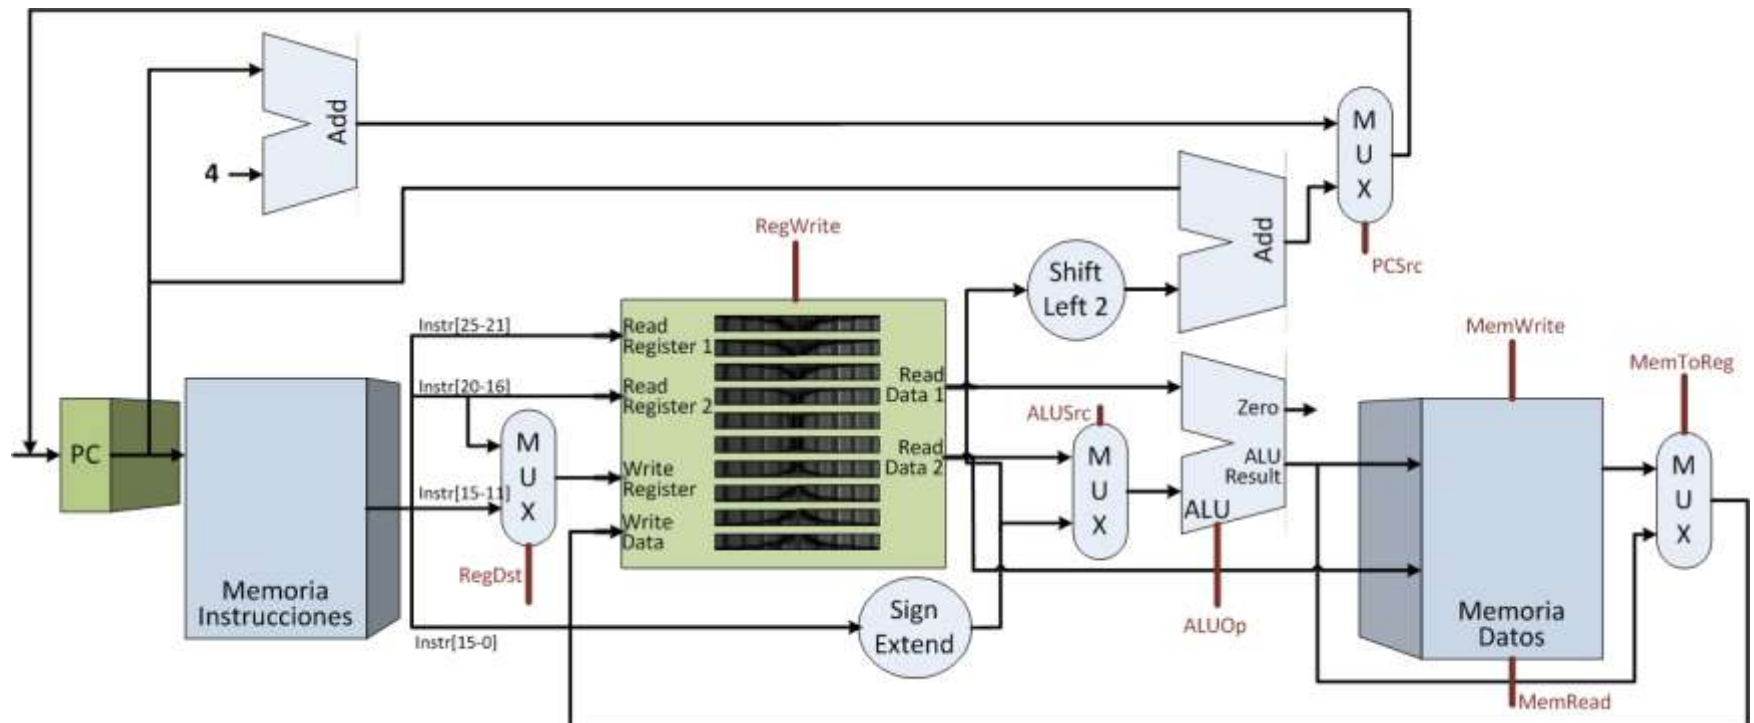 Add
4
M
U
X
PCSrc
Add
Shift
Left 2
RegWrite
Instr[25-21]
Read
Register 1
Instr[20-16]
Read
Register 2
Read
Data 1
Read
Data 2
Write
Register
Write
Data
PC
Memoria
Instrucciones
M
U
X
Instr[15-11]
RegDst
Instr[15-0]
Sign
Extend
ALUSrc
M
U
X
Zero
ALU
Result
ALU
ALUOp
MemWrite
Memoria
Datos
MemRead
MemToReg
M
U
X